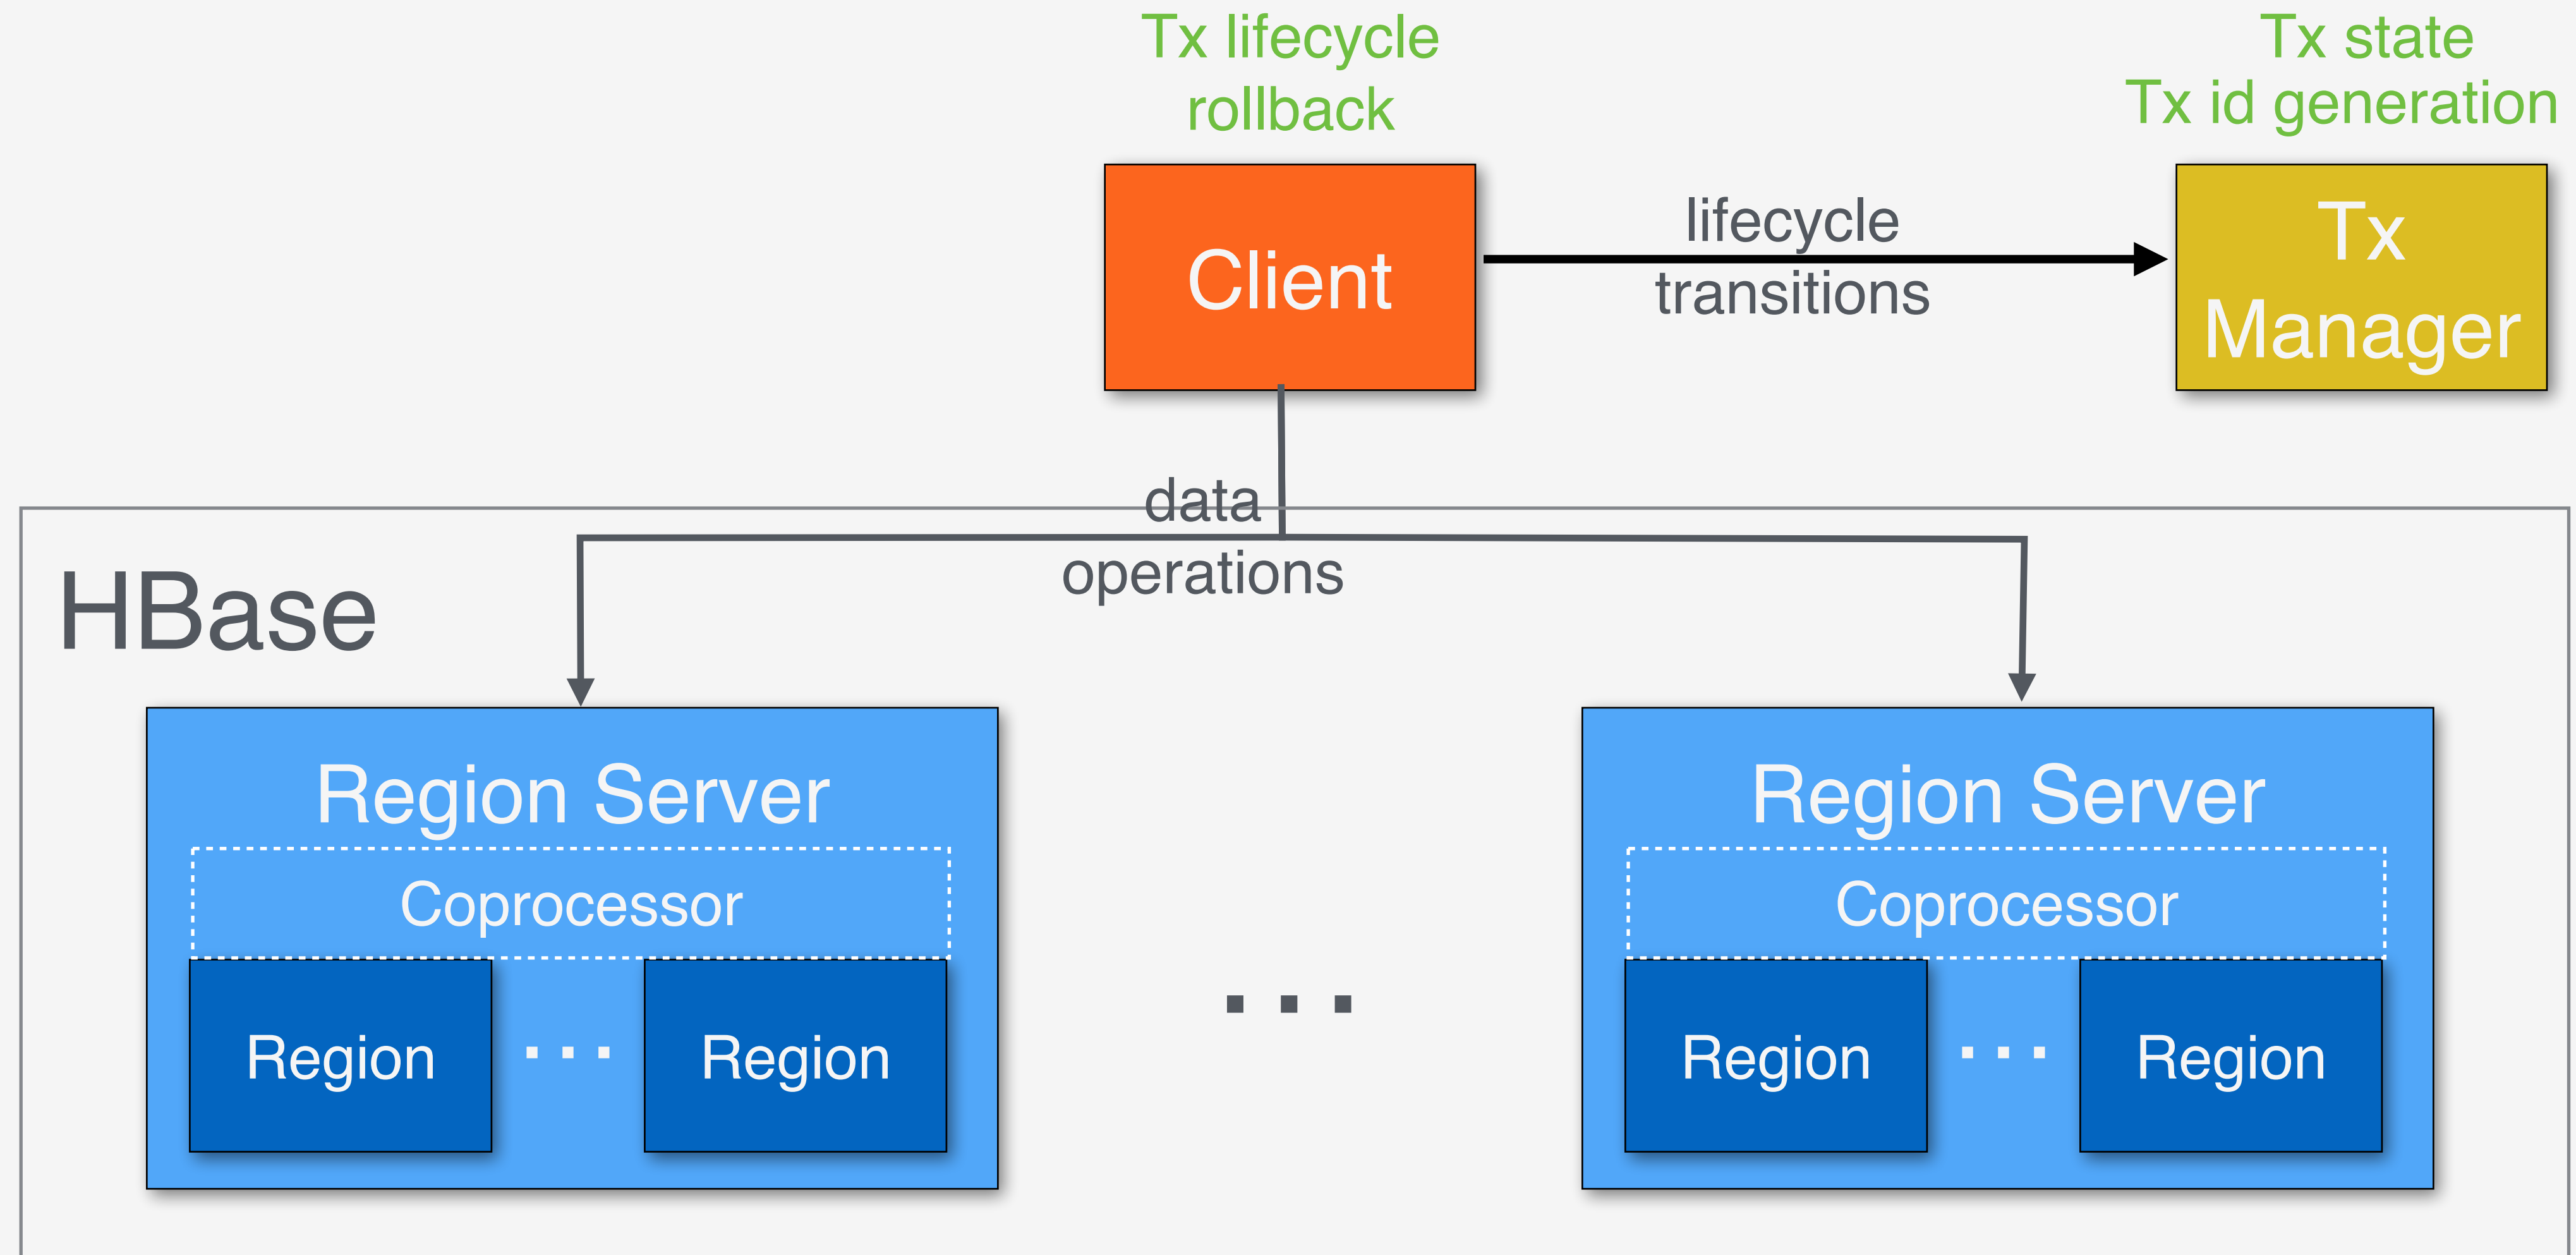 Tx lifecycle
rollback
Tx state
Tx id generation
Client
lifecycle
transitions
Tx
Manager
data
operations
HBase
Region Server
Coprocessor
Region
. . .
Region
. . .
Region Server
Coprocessor
Region
. . .
Region